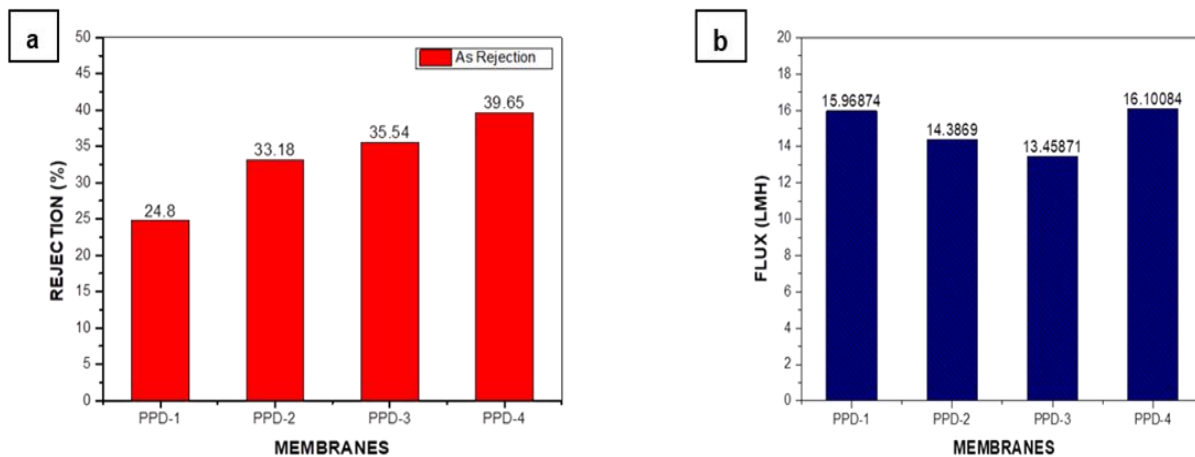 a
50
45
40
35
30
25
20
15
10
5
0
REJECTION (%)
As Rejection
24.8
33.18
35.54
39.65
PPD-1
PPD-2
PPD-3
PPD-4
MEMBRANES
b
20
18
16
14
12
10
8
6
4
2
0
FLUX (LMH)
15.96874
14.3869
13.45871
16.10084
PPD-1
PPD-2
PPD-3
PPD-4
MEMBRANES